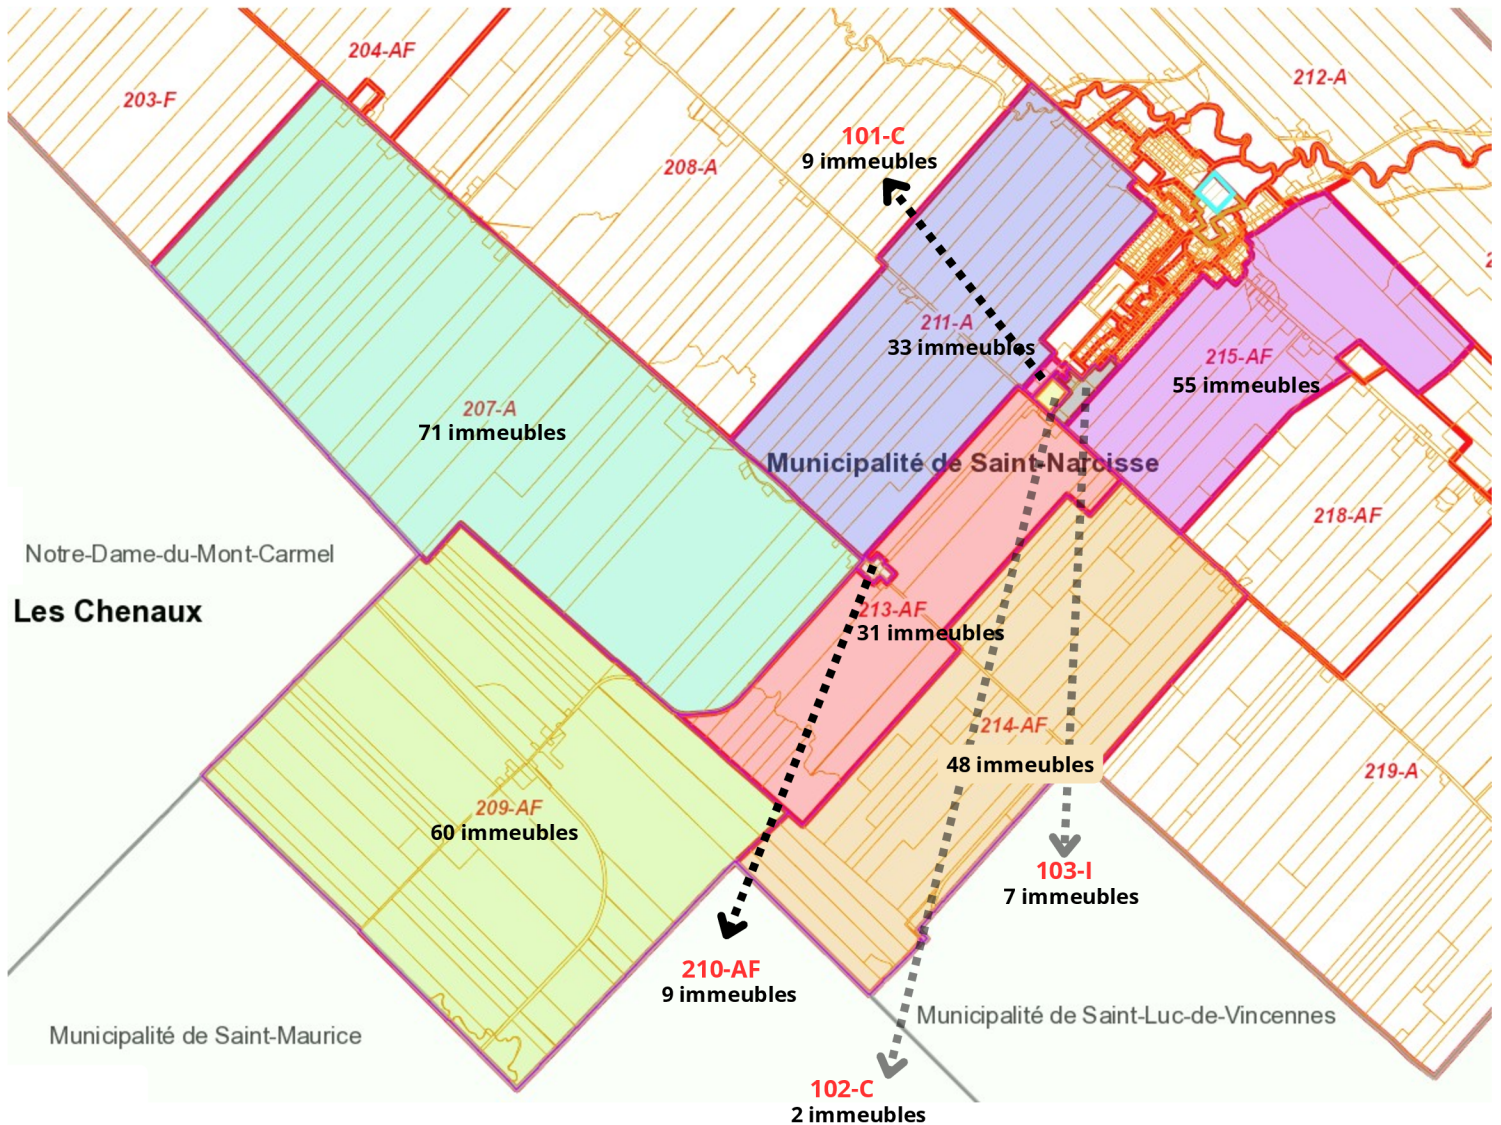 204-AF
212-A
203-F
101-C
9 immeubles
208-A
211-A
33 immeubles
215-AF
55 immeubles
207-A
71 immeubles
Municipalité de Saint-Narcisse
218-AF
Notre-Dame-du-Mont-Carmel
Les Chenaux
213-AF
31 immeubles
214-AF
48 immeubles
219-A
209-AF
60 immeubles
103-I
7 immeubles
210-AF
9 immeubles
Municipalité de Saint-Luc-de-Vincennes
Municipalité de Saint-Maurice
102-C
2 immeubles